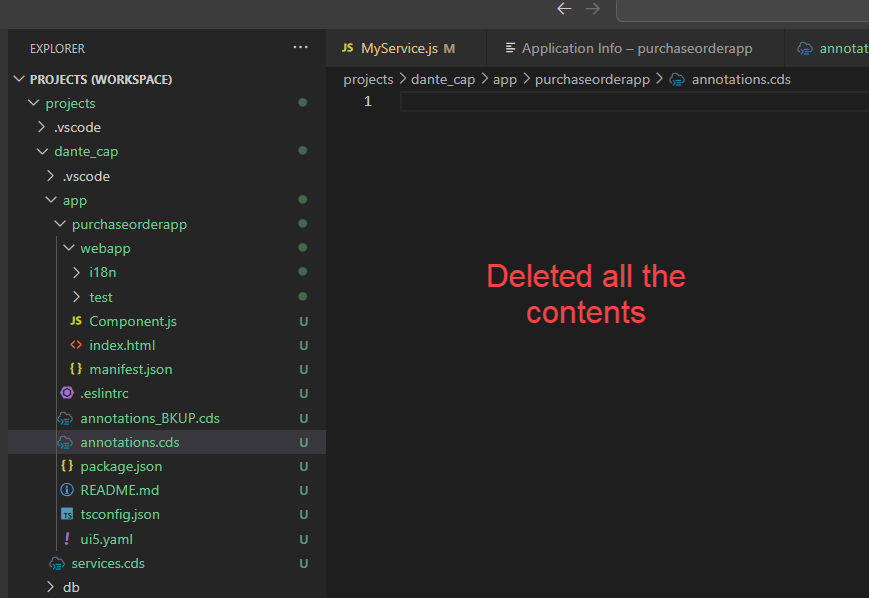 EXPLORER
···
PROJECTS (WORKSPACE)
projects
.vscode
dante_cap
.vscode
app
purchaseorderapp
webapp
i18n
test
JS Component.js U
<> index.html U
{} manifest.json U
.eslintrc U
annotations_BKUP.cds U
annotations.cds U
{} package.json U
README.md U
TS tsconfig.json U
! ui5.yaml U
services.cds U
db
JS MyService.js M
Application Info – purchaseorderapp
annotat
projects > dante_cap > app > purchaseorderapp > annotations.cds
1
Deleted all the
contents